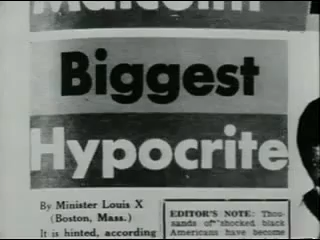 Malcolm
Biggest
Hypocrite
By Minister Louis X
(Boston, Mass.)
It is hinted, according
EDITOR'S NOTE: Thou-
sands of shocked black
Americans have become